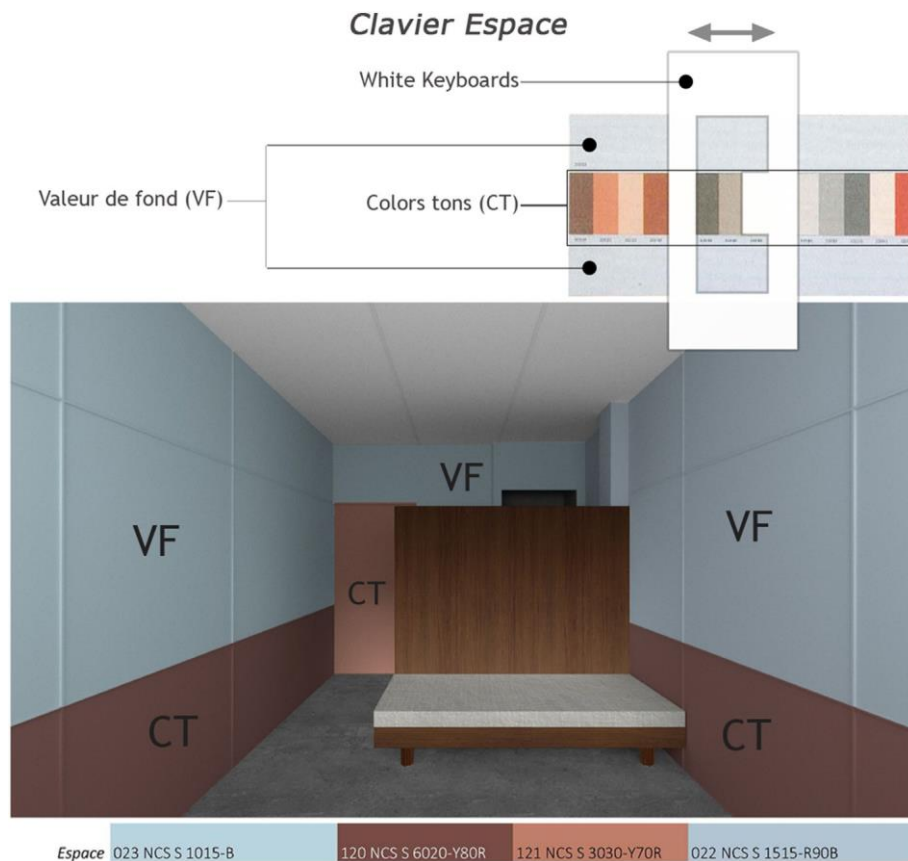 Clavier Espace
White Keyboards
Valeur de fond (VF)
Colors tons (CT)
VF
VF
VF
CT
CT
CT
Espace 023 NCS S 1015-B 120 NCS S 6020-Y80R 121 NCS S 3030-Y70R 022 NCS S 1515-R90B